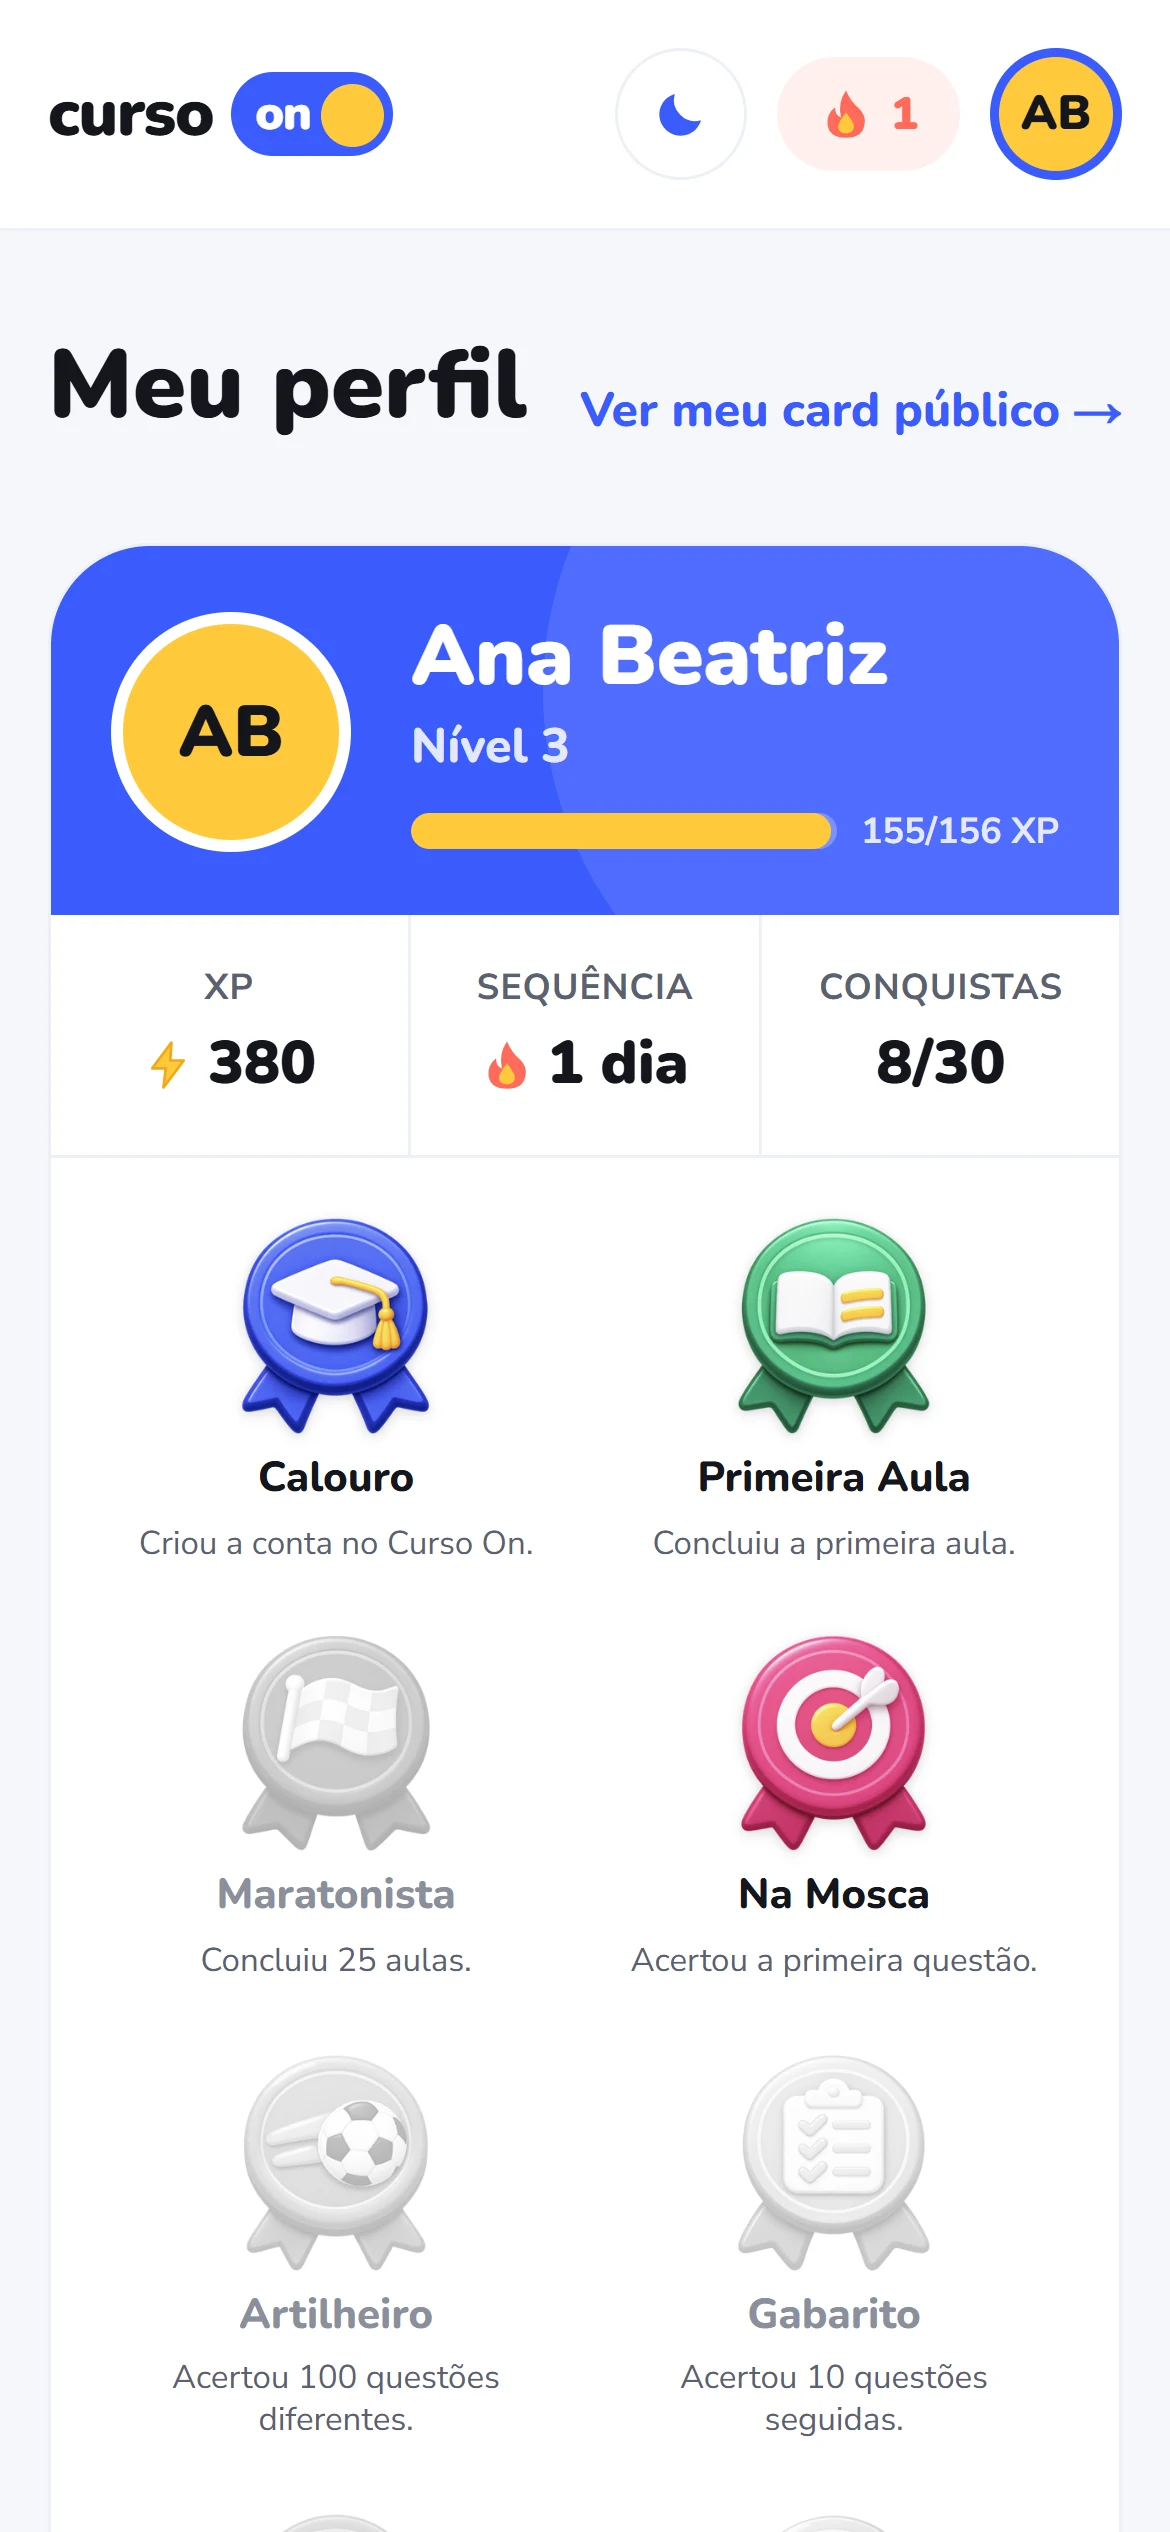 curso on
1
AB
Meu perfil
Ver meu card público →
AB
Ana Beatriz
Nível 3
155/156 XP
XP
SEQUÊNCIA
CONQUISTAS
380
1 dia
8/30
Calouro
Primeira Aula
Criou a conta no Curso On.
Concluiu a primeira aula.
Maratonista
Na Mosca
Concluiu 25 aulas.
Acertou a primeira questão.
Artilheiro
Gabarito
Acertou 100 questões
diferentes.
Acertou 10 questões
seguidas.